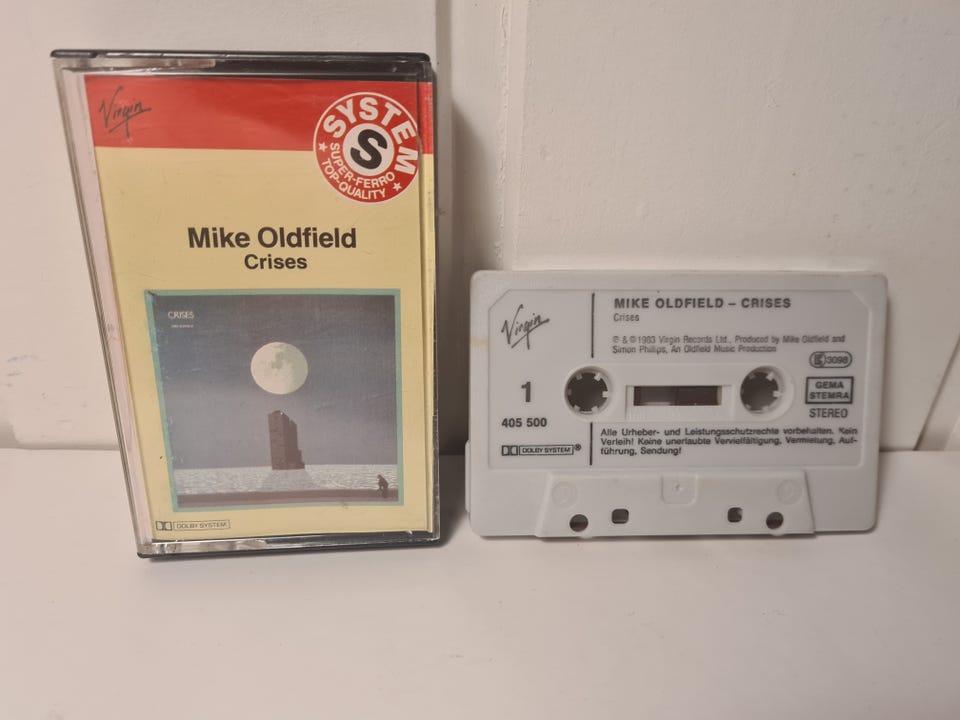 Virgin
SYSTEM
S
SUPER-FERRO
TOP-QUALITY
Mike Oldfield
Crises
CRISES
DOLBY SYSTEM
Virgin
MIKE OLDFIELD – CRISES
Crises
℗ & © 1983 Virgin Records Ltd., Produced by Mike Oldfield and
Simon Phillips, An Oldfield Music Production
3098
1
405 500
GEMA
STEMRA
STEREO
DOLBY SYSTEM®
Alle Urheber- und Leistungsschutzrechte vorbehalten. Kein
Verleih! Keine unerlaubte Vervielfältigung, Vermietung, Auf-
führung, Sendung!